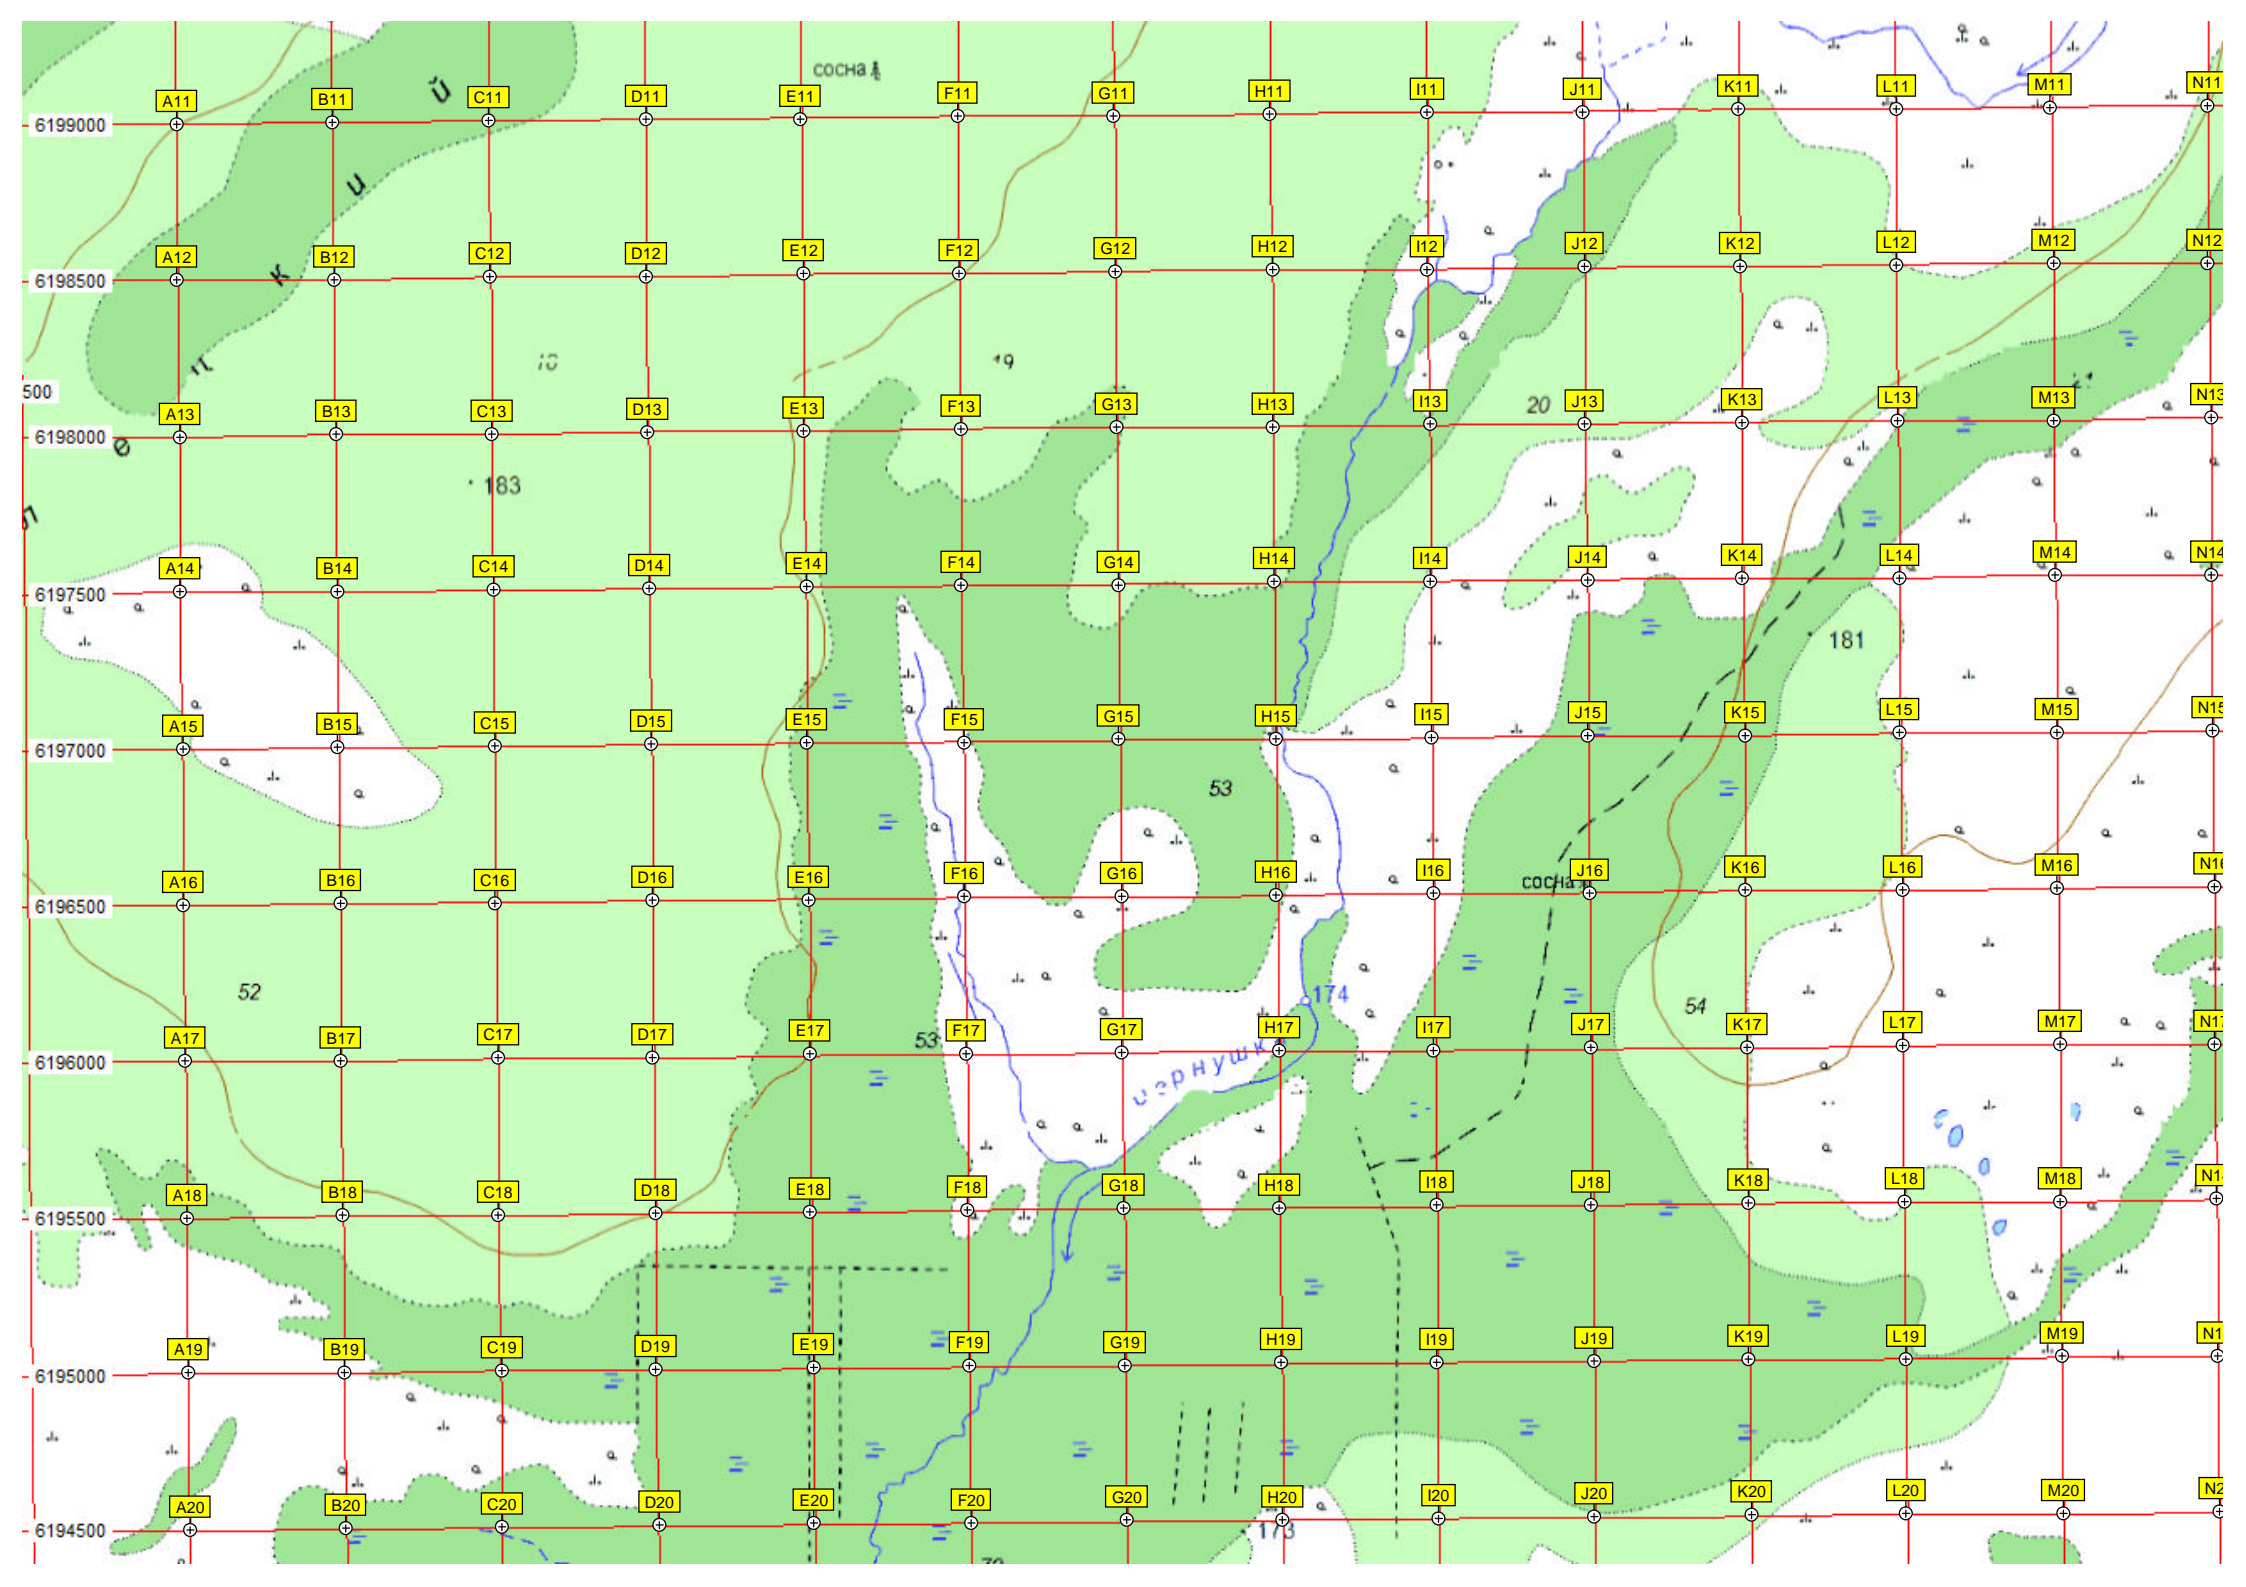 сосна
A11 B11 C11 D11 E11 F11 G11 H11 I11 J11 K11 L11 M11 N11
6199000
й
и
A12 B12 C12 D12 E12 F12 G12 H12 I12 J12 K12 L12 M12 N12
6198500
к
19
500
20
A13 B13 C13 D13 E13 F13 G13 H13 I13 J13 K13 L13 M13 N13
6198000
183
A14 B14 C14 D14 E14 F14 G14 H14 I14 J14 K14 L14 M14 N14
6197500
181
A15 B15 C15 D15 E15 F15 G15 H15 I15 J15 K15 L15 M15 N15
6197000
53
A16 B16 C16 D16 E16 F16 G16 H16 I16 J16 K16 L16 M16 N16
сосна
6196500
52
174
54
A17 B17 C17 D17 E17 F17 G17 H17 I17 J17 K17 L17 M17 N17
53
6196000
A18 B18 C18 D18 E18 F18 G18 H18 I18 J18 K18 L18 M18 N1
6195500
A19 B19 C19 D19 E19 F19 G19 H19 I19 J19 K19 L19 M19 N1
6195000
A20 B20 C20 D20 E20 F20 G20 H20 I20 J20 K20 L20 M20 N2
6194500
173